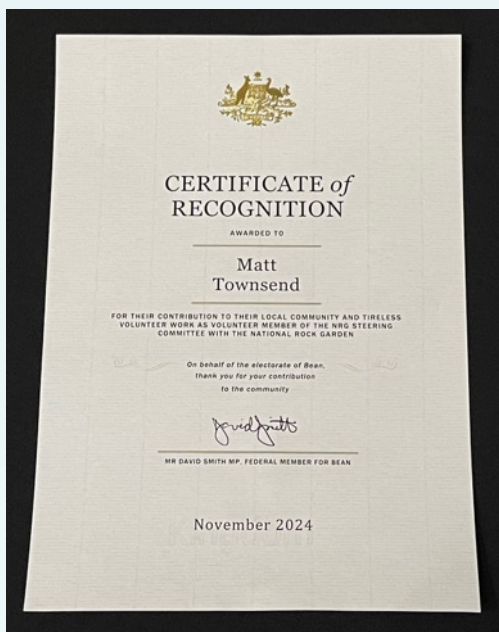 CERTIFICATE of
RECOGNITION
AWARDED TO
Matt
Townsend
FOR THEIR CONTRIBUTION TO THEIR LOCAL COMMUNITY AND TIRELESS
VOLUNTEER WORK AS VOLUNTEER MEMBER OF THE NRG STEERING
COMMITTEE WITH THE NATIONAL ROCK GARDEN
On behalf of the electorate of Bean,
thank you for your contribution
to the community
David Smith
MR DAVID SMITH MP, FEDERAL MEMBER FOR BEAN
November 2024